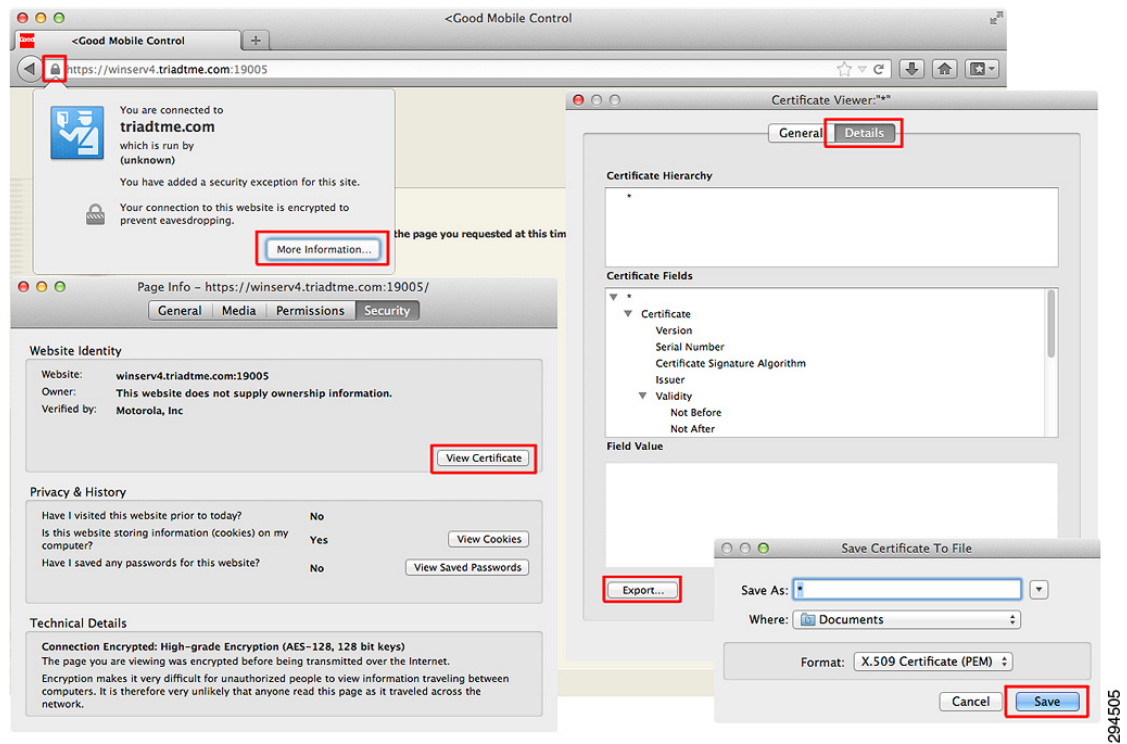 <Good Mobile Control
Good
<Good Mobile Control
+
https://winserv4.triadtme.com:19005
You are connected to
triadtme.com
which is run by
(unknown)
You have added a security exception for this site.
Your connection to this website is encrypted to
prevent eavesdropping.
More Information...
the page you requested at this tim
Page Info – https://winserv4.triadtme.com:19005/
General Media Permissions Security
Website Identity
Website: winserv4.triadtme.com:19005
Owner: This website does not supply ownership information.
Verified by: Motorola, Inc
View Certificate
Privacy & History
Have I visited this website prior to today? No
Is this website storing information (cookies) on my
computer? Yes View Cookies
Have I saved any passwords for this website? No View Saved Passwords
Technical Details
Connection Encrypted: High-grade Encryption (AES-128, 128 bit keys)
The page you are viewing was encrypted before being transmitted over the Internet.
Encryption makes it very difficult for unauthorized people to view information traveling between
computers. It is therefore very unlikely that anyone read this page as it traveled across the
network.
Certificate Viewer:"*"
General Details
Certificate Hierarchy
*
Certificate Fields
*
Certificate
Version
Serial Number
Certificate Signature Algorithm
Issuer
Validity
Not Before
Not After
Field Value
Export...
Save Certificate To File
Save As: *
Where: Documents
Format: X.509 Certificate (PEM)
Cancel Save
294505